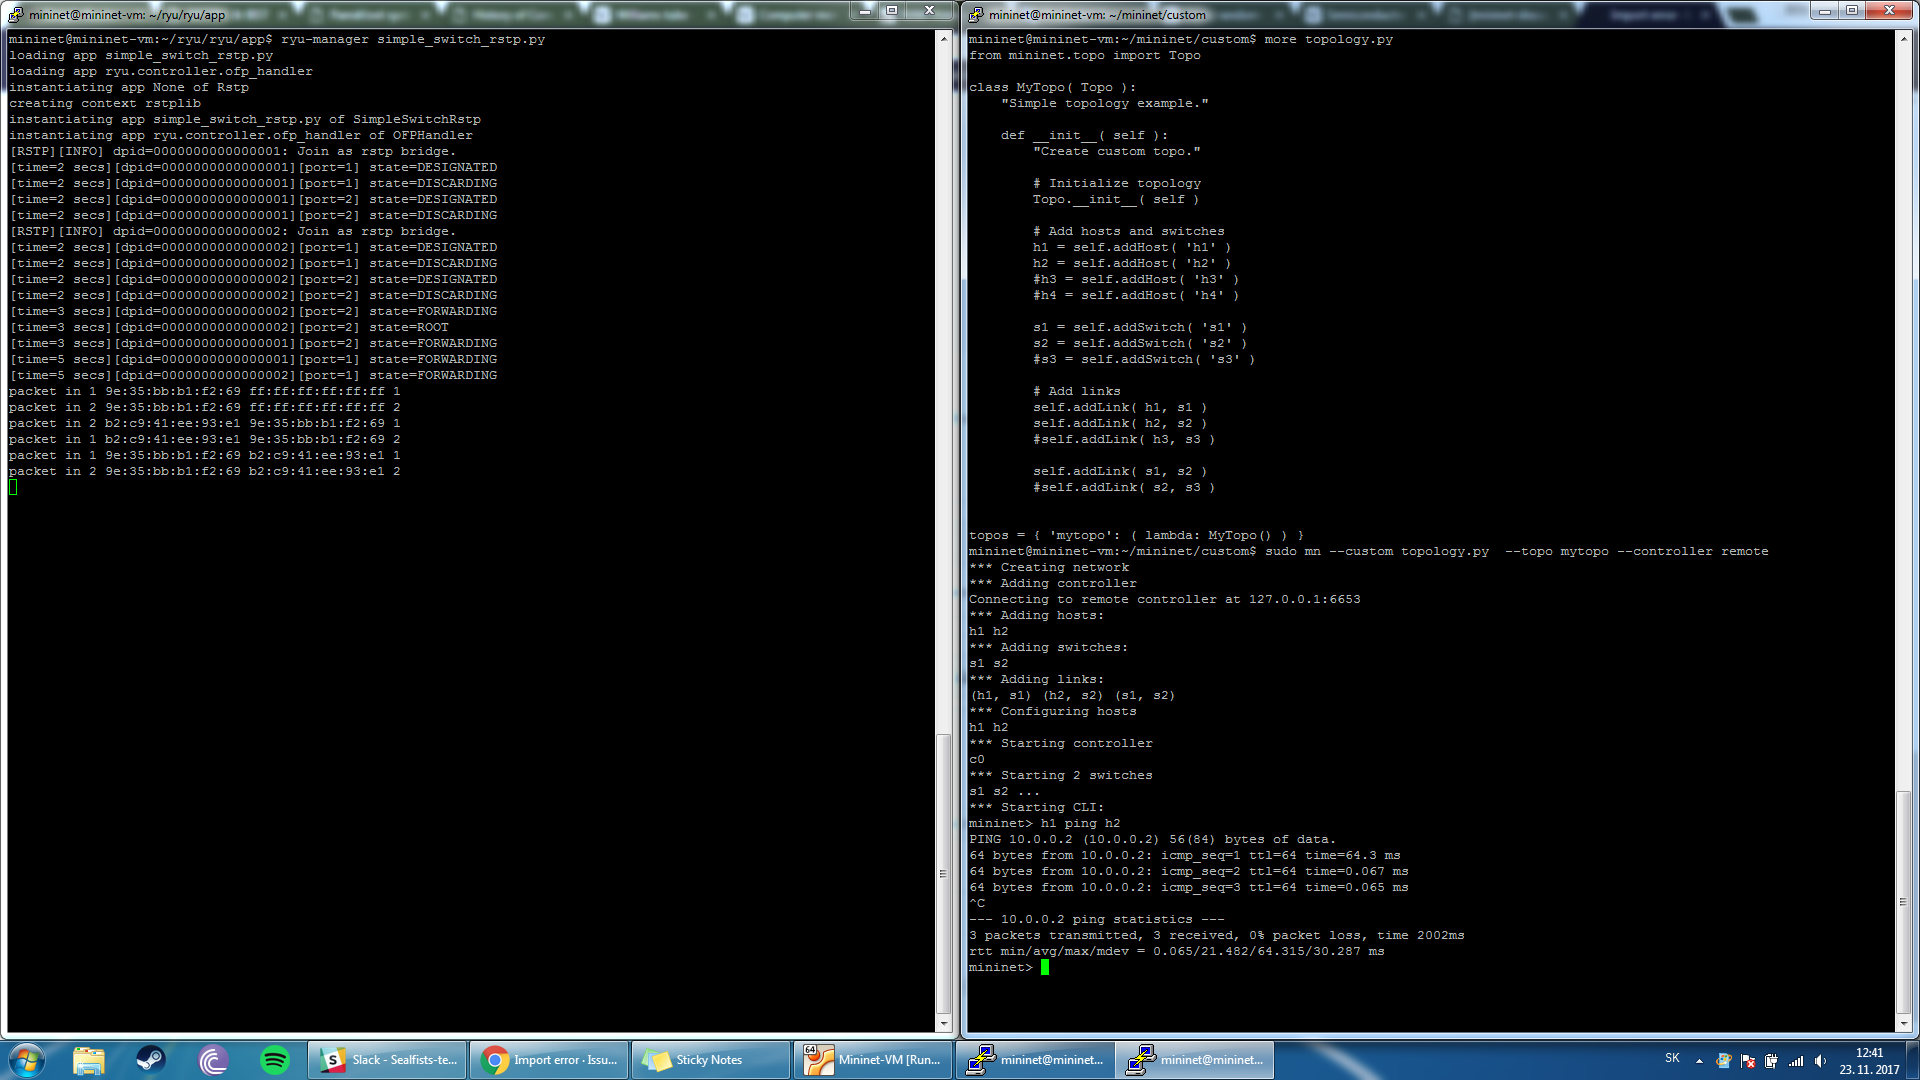 mininet@mininet-vm: ~/ryu/ryu/app
mininet@mininet-vm:~/ryu/ryu/app$ ryu-manager simple_switch_rstp.py
loading app simple_switch_rstp.py
loading app ryu.controller.ofp_handler
instantiating app None of Rstp
creating context rstplib
instantiating app simple_switch_rstp.py of SimpleSwitchRstp
instantiating app ryu.controller.ofp_handler of OFPHandler
[RSTP][INFO] dpid=0000000000000001: Join as rstp bridge.
[time=2 secs][dpid=0000000000000001][port=1] state=DESIGNATED
[time=2 secs][dpid=0000000000000001][port=1] state=DISCARDING
[time=2 secs][dpid=0000000000000001][port=2] state=DESIGNATED
[time=2 secs][dpid=0000000000000001][port=2] state=DISCARDING
[RSTP][INFO] dpid=0000000000000002: Join as rstp bridge.
[time=2 secs][dpid=0000000000000002][port=1] state=DESIGNATED
[time=2 secs][dpid=0000000000000002][port=1] state=DISCARDING
[time=2 secs][dpid=0000000000000002][port=2] state=DESIGNATED
[time=2 secs][dpid=0000000000000002][port=2] state=DISCARDING
[time=3 secs][dpid=0000000000000002][port=2] state=FORWARDING
[time=3 secs][dpid=0000000000000002][port=2] state=ROOT
[time=3 secs][dpid=0000000000000001][port=2] state=FORWARDING
[time=5 secs][dpid=0000000000000001][port=1] state=FORWARDING
[time=5 secs][dpid=0000000000000002][port=1] state=FORWARDING
packet in 1 9e:35:bb:b1:f2:69 ff:ff:ff:ff:ff:ff 1
packet in 2 9e:35:bb:b1:f2:69 ff:ff:ff:ff:ff:ff 2
packet in 2 b2:c9:41:ee:93:e1 9e:35:bb:b1:f2:69 1
packet in 1 b2:c9:41:ee:93:e1 9e:35:bb:b1:f2:69 2
packet in 1 9e:35:bb:b1:f2:69 b2:c9:41:ee:93:e1 1
packet in 2 9e:35:bb:b1:f2:69 b2:c9:41:ee:93:e1 2
mininet@mininet-vm: ~/mininet/custom
mininet@mininet-vm:~/mininet/custom$ more topology.py
from mininet.topo import Topo
class MyTopo( Topo ):
"Simple topology example."
def __init__( self ):
"Create custom topo."
# Initialize topology
Topo.__init__( self )
# Add hosts and switches
h1 = self.addHost( 'h1' )
h2 = self.addHost( 'h2' )
#h3 = self.addHost( 'h3' )
#h4 = self.addHost( 'h4' )
s1 = self.addSwitch( 's1' )
s2 = self.addSwitch( 's2' )
#s3 = self.addSwitch( 's3' )
# Add links
self.addLink( h1, s1 )
self.addLink( h2, s2 )
#self.addLink( h3, s3 )
self.addLink( s1, s2 )
#self.addLink( s2, s3 )
topos = { 'mytopo': ( lambda: MyTopo() ) }
mininet@mininet-vm:~/mininet/custom$ sudo mn --custom topology.py  --topo mytopo --controller remote
*** Creating network
*** Adding controller
Connecting to remote controller at 127.0.0.1:6653
*** Adding hosts:
h1 h2
*** Adding switches:
s1 s2
*** Adding links:
(h1, s1) (h2, s2) (s1, s2)
*** Configuring hosts
h1 h2
*** Starting controller
c0
*** Starting 2 switches
s1 s2 ...
*** Starting CLI:
mininet> h1 ping h2
PING 10.0.0.2 (10.0.0.2) 56(84) bytes of data.
64 bytes from 10.0.0.2: icmp_seq=1 ttl=64 time=64.3 ms
64 bytes from 10.0.0.2: icmp_seq=2 ttl=64 time=0.067 ms
64 bytes from 10.0.0.2: icmp_seq=3 ttl=64 time=0.065 ms
^C
--- 10.0.0.2 ping statistics ---
3 packets transmitted, 3 received, 0% packet loss, time 2002ms
rtt min/avg/max/mdev = 0.065/21.482/64.315/30.287 ms
mininet>
Slack - Sealfists-te...
Import error · Issu...
Sticky Notes
64
Mininet-VM [Run...
mininet@mininet...
mininet@mininet...
SK
12:41
23. 11. 2017